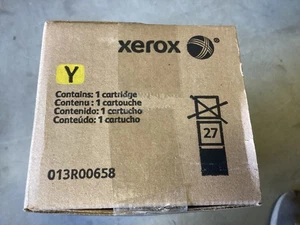 xerox
Y
Contains: 1 cartridge
Contenu : 1 cartouche
Contenido: 1 cartucho
Conteúdo: 1 cartucho
27
013R00658